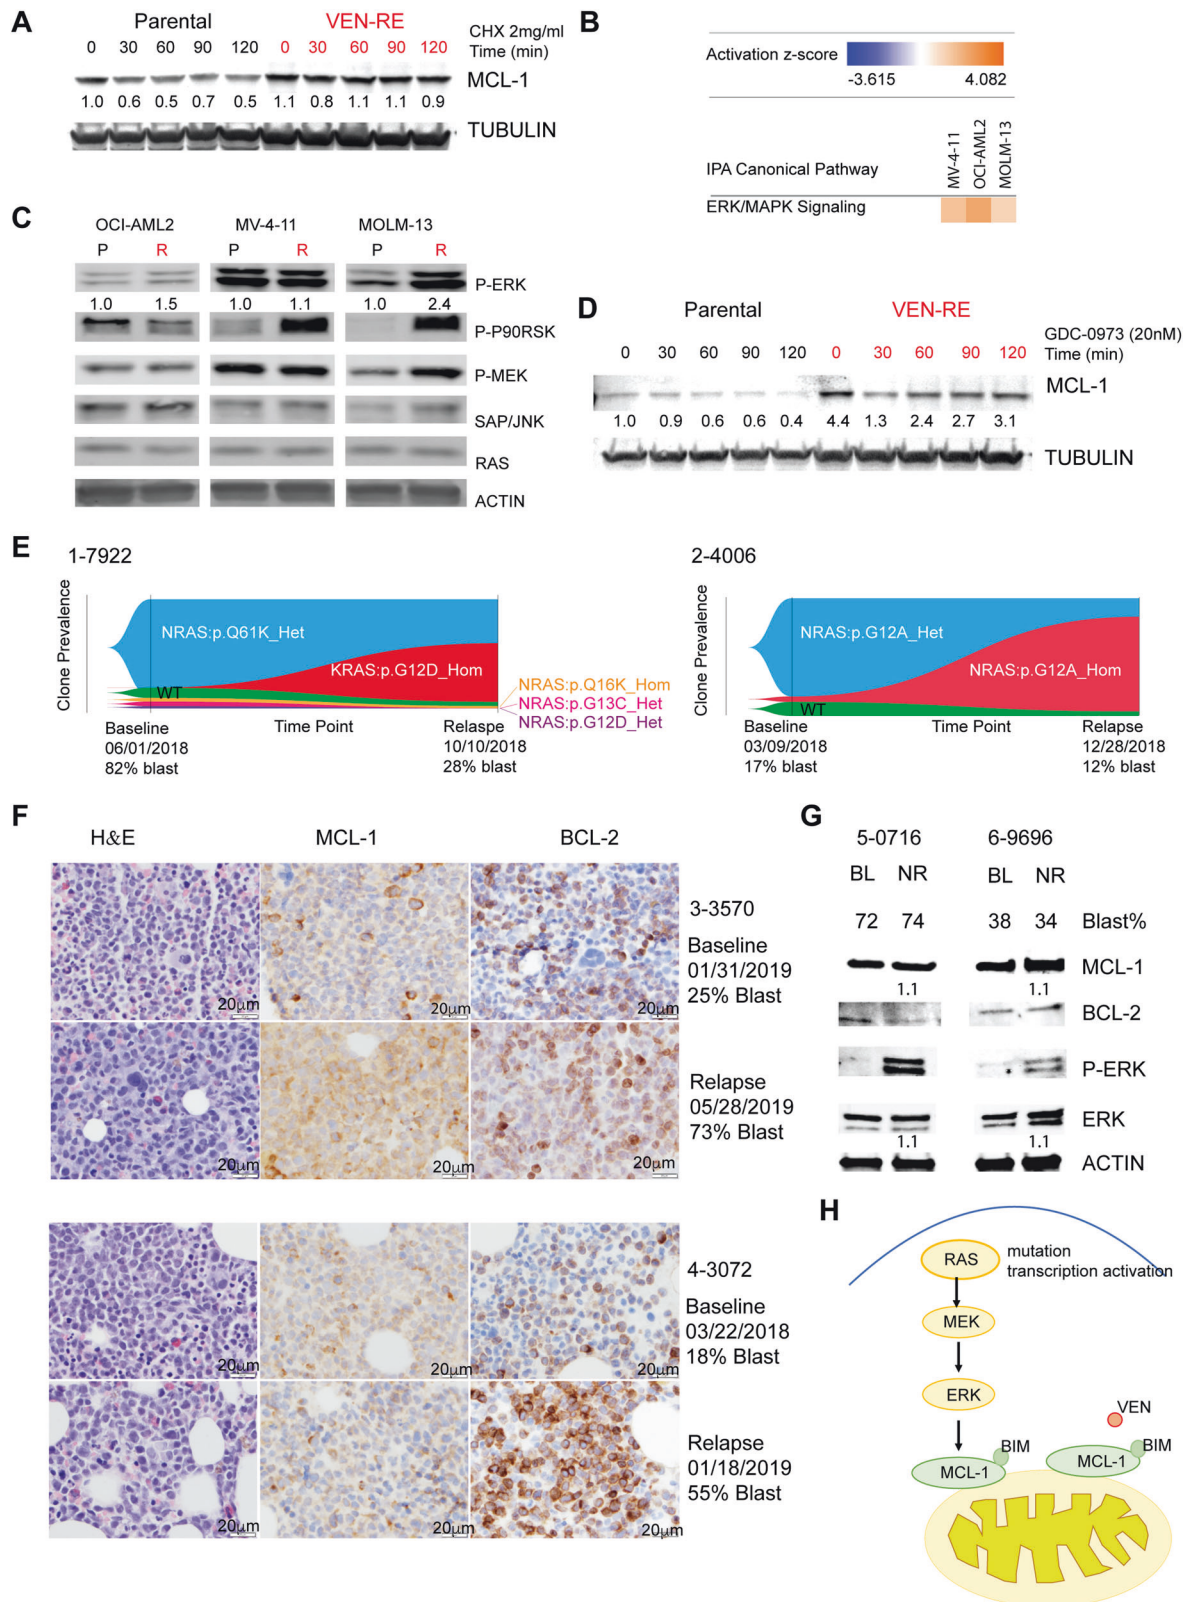 A
Parental VEN-RE
0 30 60 90 120 0 30 60 90 120
CHX 2mg/ml
Time (min)
MCL-1
1.0 0.6 0.5 0.7 0.5 1.1 0.8 1.1 1.1 0.9
TUBULIN
B
Activation z-score
-3.615 4.082
IPA Canonical Pathway
MV-4-11
OCI-AML2
MOLM-13
ERK/MAPK Signaling
C
OCI-AML2 MV-4-11 MOLM-13
P R P R P R
P-ERK
1.0 1.5 1.0 1.1 1.0 2.4
P-P90RSK
P-MEK
SAP/JNK
RAS
ACTIN
D
Parental VEN-RE
0 30 60 90 120 0 30 60 90 120
GDC-0973 (20nM)
Time (min)
MCL-1
1.0 0.9 0.6 0.6 0.4 4.4 1.3 2.4 2.7 3.1
TUBULIN
E
1-7922
Clone Prevalence
NRAS:p.Q61K_Het
KRAS:p.G12D_Hom
WT
NRAS:p.Q16K_Hom
NRAS:p.G13C_Het
NRAS:p.G12D_Het
Baseline
06/01/2018
82% blast
Time Point
Relaspe
10/10/2018
28% blast
2-4006
Clone Prevalence
NRAS:p.G12A_Het
NRAS:p.G12A_Hom
WT
Baseline
03/09/2018
17% blast
Time Point
Relapse
12/28/2018
12% blast
F
H&E MCL-1 BCL-2
20μm 20μm 20μm
3-3570
Baseline
01/31/2019
25% Blast
20μm 20μm 20μm
Relapse
05/28/2019
73% Blast
20μm 20μm 20μm
4-3072
Baseline
03/22/2018
18% Blast
20μm 20μm 20μm
Relapse
01/18/2019
55% Blast
G
5-0716 6-9696
BL NR BL NR
72 74 38 34 Blast%
MCL-1
1.1 1.1
BCL-2
P-ERK
ERK
1.1 1.1
ACTIN
H
RAS
mutation
transcription activation
MEK
ERK
VEN
BIM
MCL-1
BIM
MCL-1